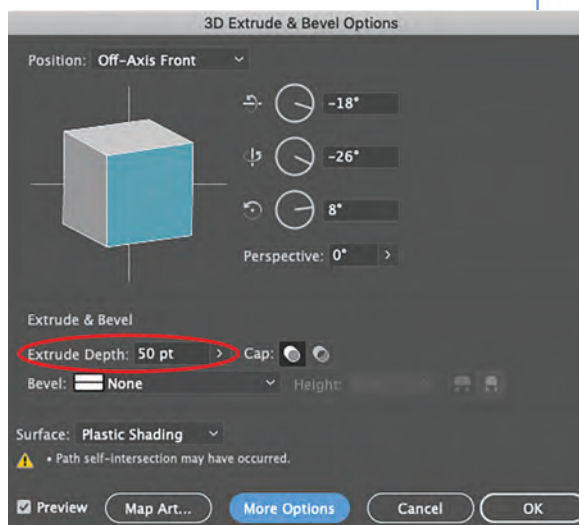 3D Extrude & Bevel Options
Position: Off-Axis Front
-18°
-26°
8°
Perspective: 0°
Extrude & Bevel
Extrude Depth: 50 pt Cap:
Bevel: None Height:
Surface: Plastic Shading
• Path self-intersection may have occurred.
Preview Map Art... More Options Cancel OK